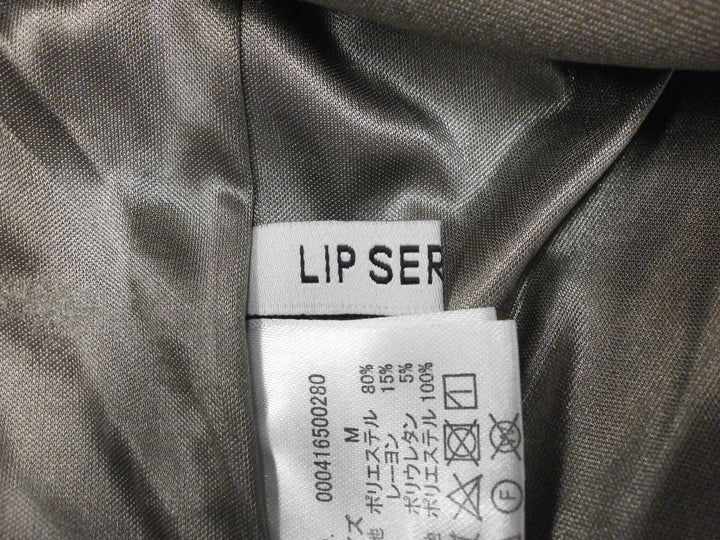 LIP SER
000416500280
M
ポリエステル 80%
レーヨン 15%
ポリウレタン 5%
ポリエステル 100%
F